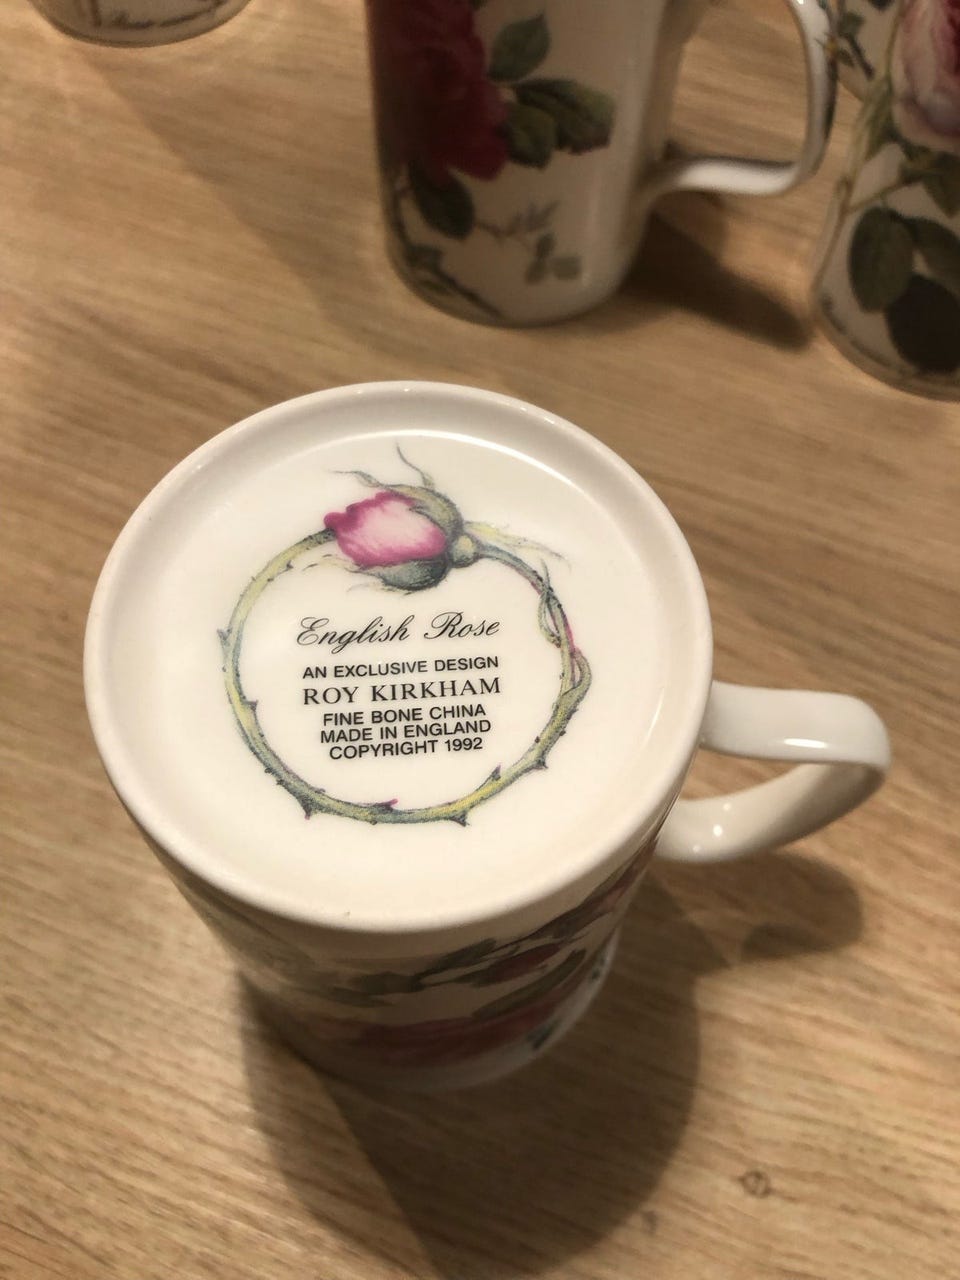 English Rose
AN EXCLUSIVE DESIGN
ROY KIRKHAM
FINE BONE CHINA
MADE IN ENGLAND
COPYRIGHT 1992